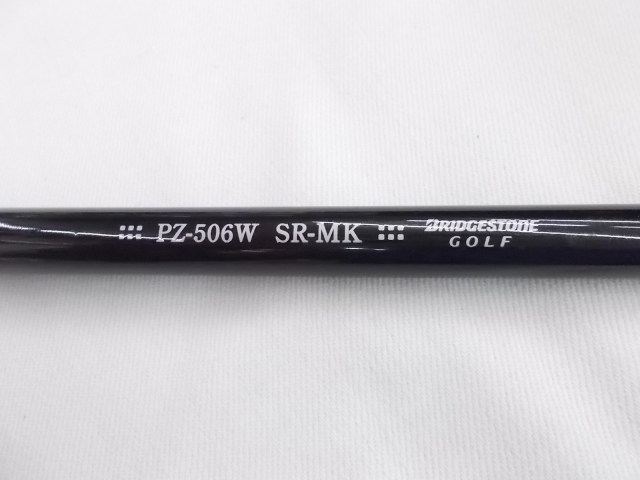 PZ-506W SR-MK BRIDGESTONE
GOLF